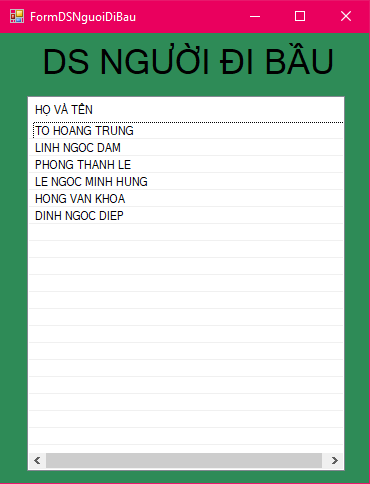 FormDSNguoiDiBau
DS NGƯỜI ĐI BẦU
HỌ VÀ TÊN
TO HOANG TRUNG
LINH NGOC DAM
PHONG THANH LE
LE NGOC MINH HUNG
HONG VAN KHOA
DINH NGOC DIEP